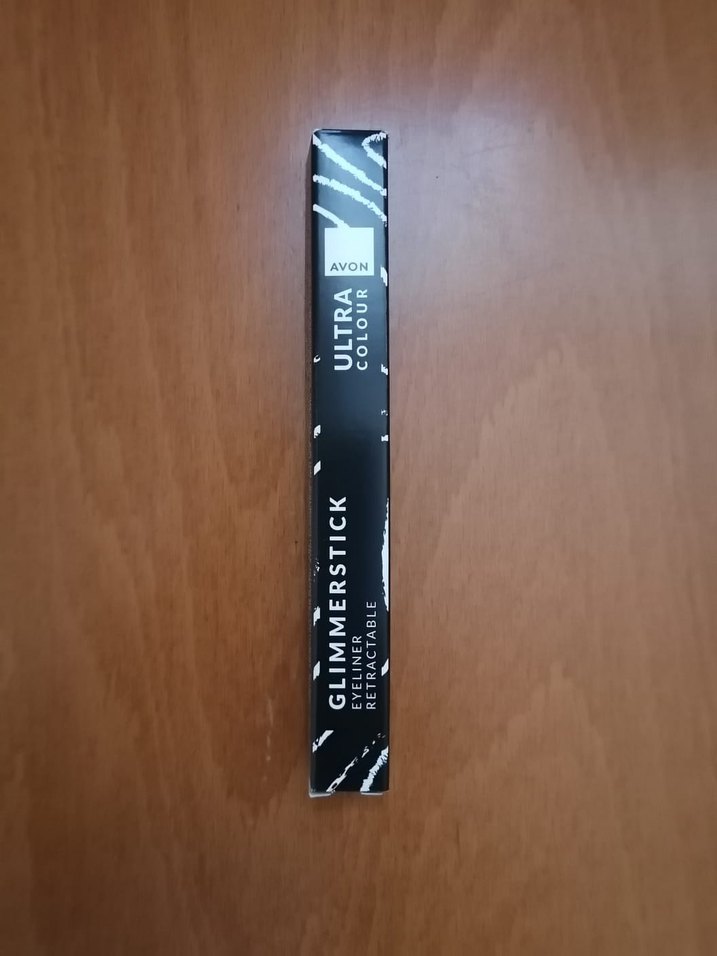 AVON
ULTRA
COLOUR
GLIMMERSTICK
EYELINER
RETRACTABLE